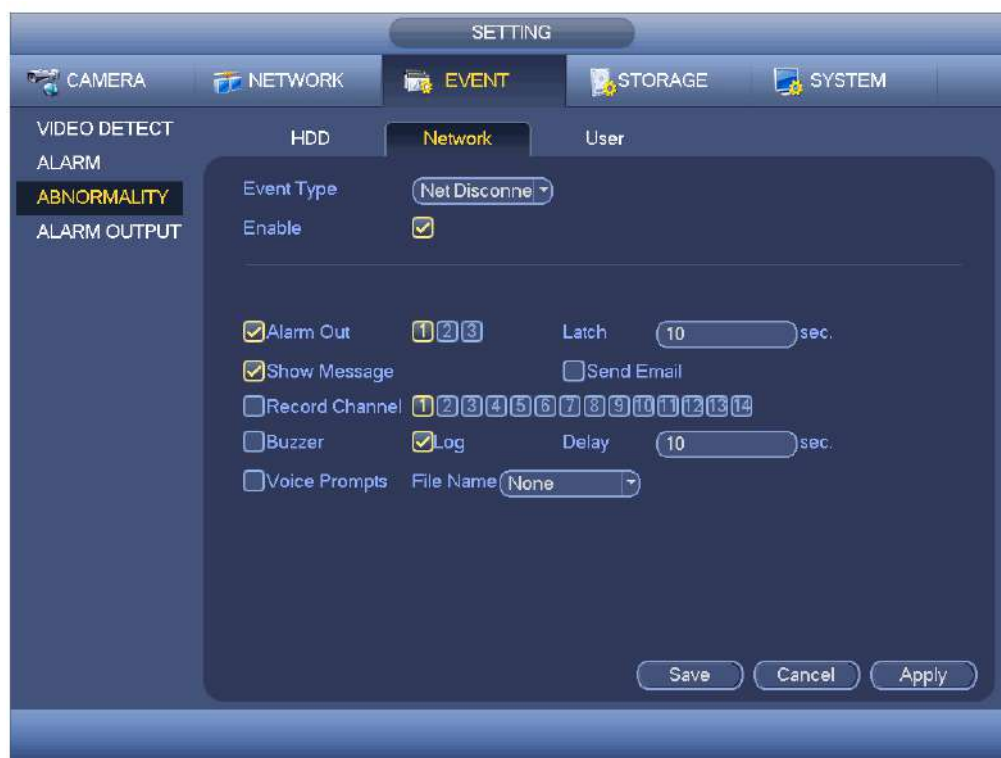 SETTING
CAMERA NETWORK EVENT STORAGE SYSTEM
VIDEO DETECT
ALARM
ABNORMALITY
ALARM OUTPUT
HDD Network User
Event Type Net Disconne
Enable
Alarm Out 1 2 3 Latch 10 sec.
Show Message Send Email
Record Channel 1 2 3 4 5 6 7 8 9 10 11 12 13 14
Buzzer Log Delay 10 sec.
Voice Prompts File Name None
Save Cancel Apply